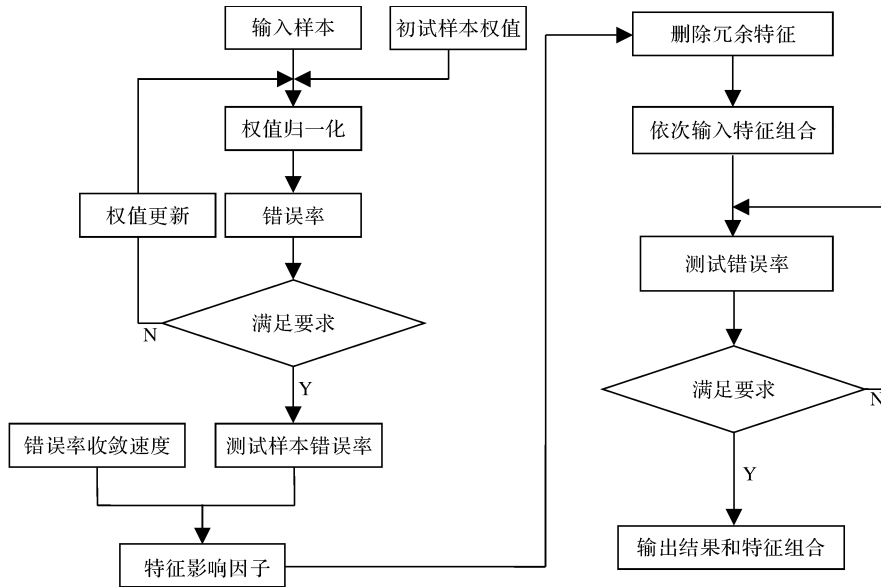 输入样本
初试样本权值
权值归一化
权值更新
错误率
满足要求
N
Y
错误率收敛速度
测试样本错误率
特征影响因子
删除冗余特征
依次输入特征组合
测试错误率
满足要求
N
Y
输出结果和特征组合